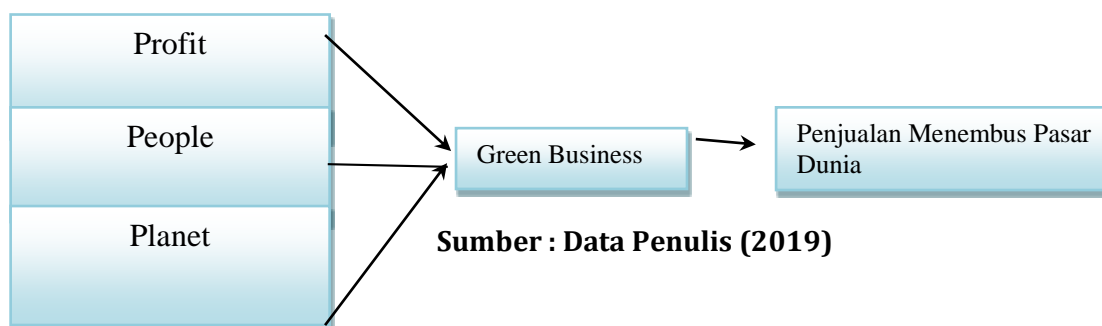 Profit
People
Planet
Green Business
Penjualan Menembus Pasar
Dunia
Sumber : Data Penulis (2019)